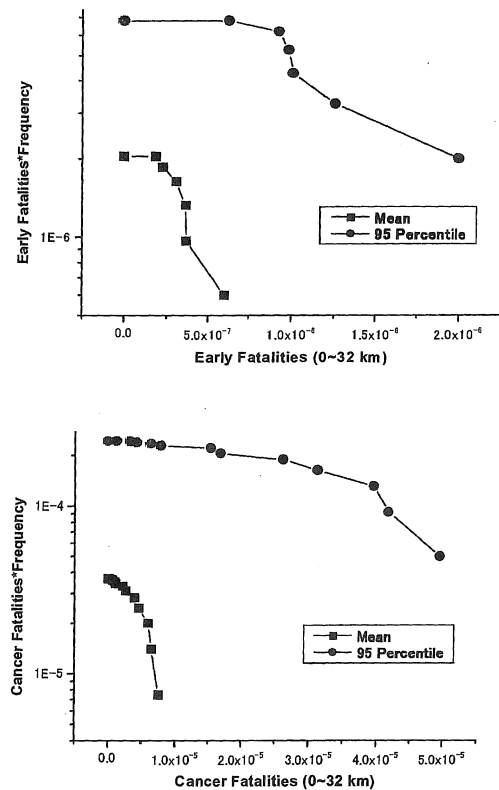 Early Fatalities*Frequency
1E-6
Mean
95 Percentile
0.0 5.0x10⁻⁷ 1.0x10⁻⁶ 1.5x10⁻⁶ 2.0x10⁻⁶
Early Fatalities (0~32 km)
Cancer Fatalities*Frequency
1E-4
1E-5
Mean
95 Percentile
0.0 1.0x10⁻⁵ 2.0x10⁻⁵ 3.0x10⁻⁵ 4.0x10⁻⁵ 5.0x10⁻⁵
Cancer Fatalities (0~32 km)